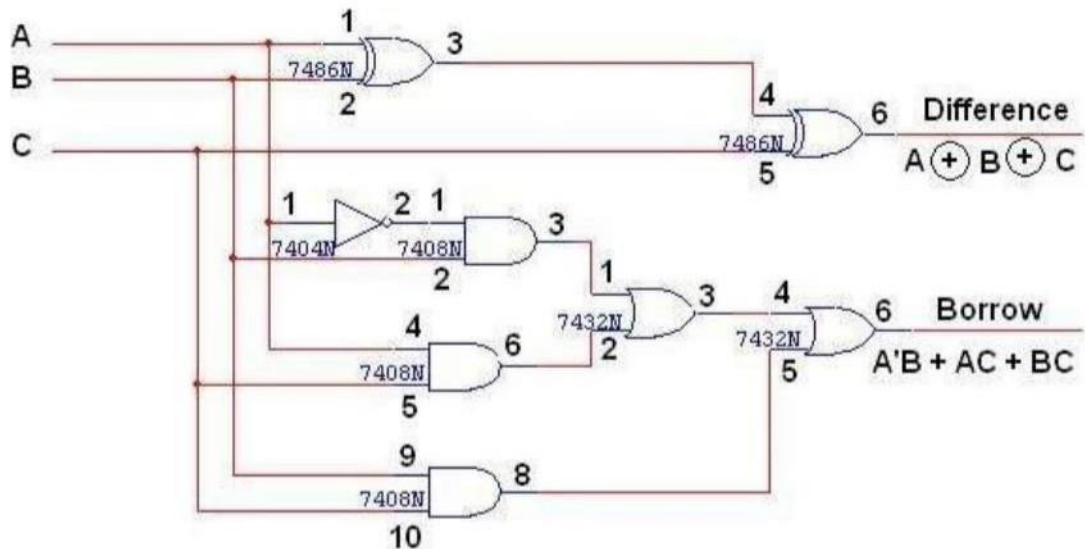 A 1 3
7486N
B 2
4 6 Difference
C 7486N
5 A + B + C
1 2 1 3
7404N 7408N
2
1 3 4 6 Borrow
7432N 7432N
4 6 2 5 A'B + AC + BC
7408N
5
9 8
7408N
10